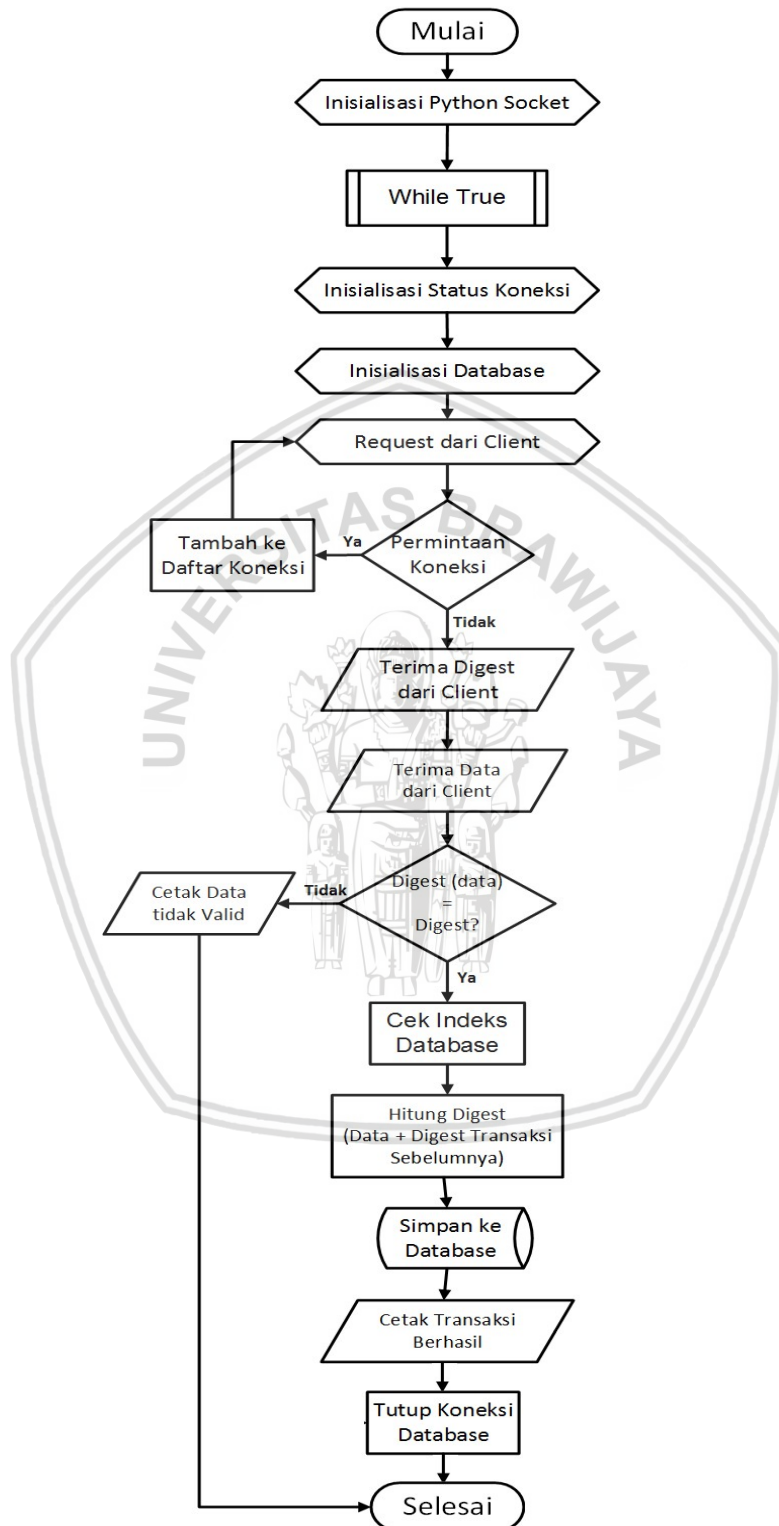 Mulai
Inisialisasi Python Socket
While True
Inisialisasi Status Koneksi
Inisialisasi Database
Request dari Client
UNIVERSITAS BRAWIJAYA
Tambah ke
Daftar Koneksi
Ya
Permintaan
Koneksi
Tidak
Terima Digest
dari Client
Terima Data
dari Client
Cetak Data
tidak Valid
Tidak
Digest (data)
=
Digest?
Ya
Cek Indeks
Database
Hitung Digest
(Data + Digest Transaksi
Sebelumnya)
Simpan ke
Database
Cetak Transaksi
Berhasil
Tutup Koneksi
Database
Selesai